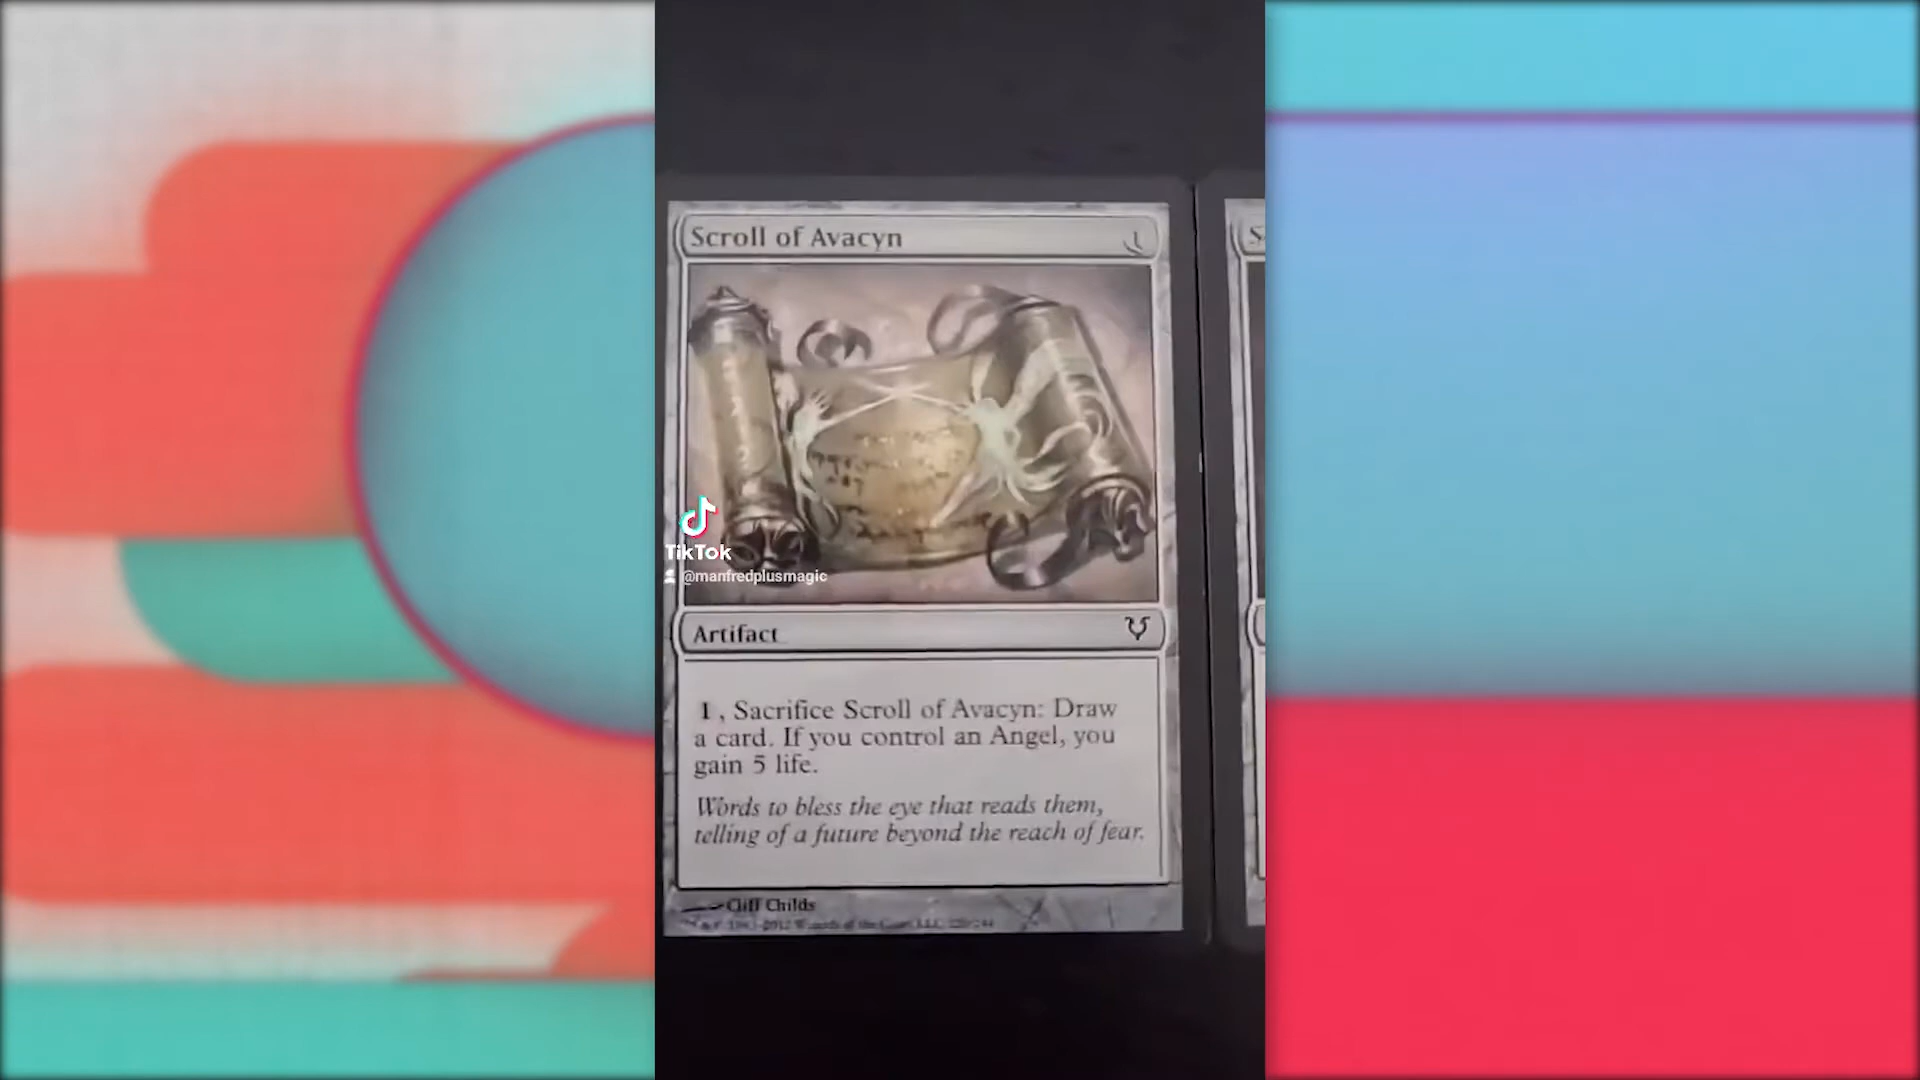 Scroll of Avacyn
S
TikTok
@manfredplusmagic
Artifact
1, Sacrifice Scroll of Avacyn: Draw
a card. If you control an Angel, you
gain 5 life.
Words to bless the eye that reads them,
telling of a future beyond the reach of fear.
Cliff Childs